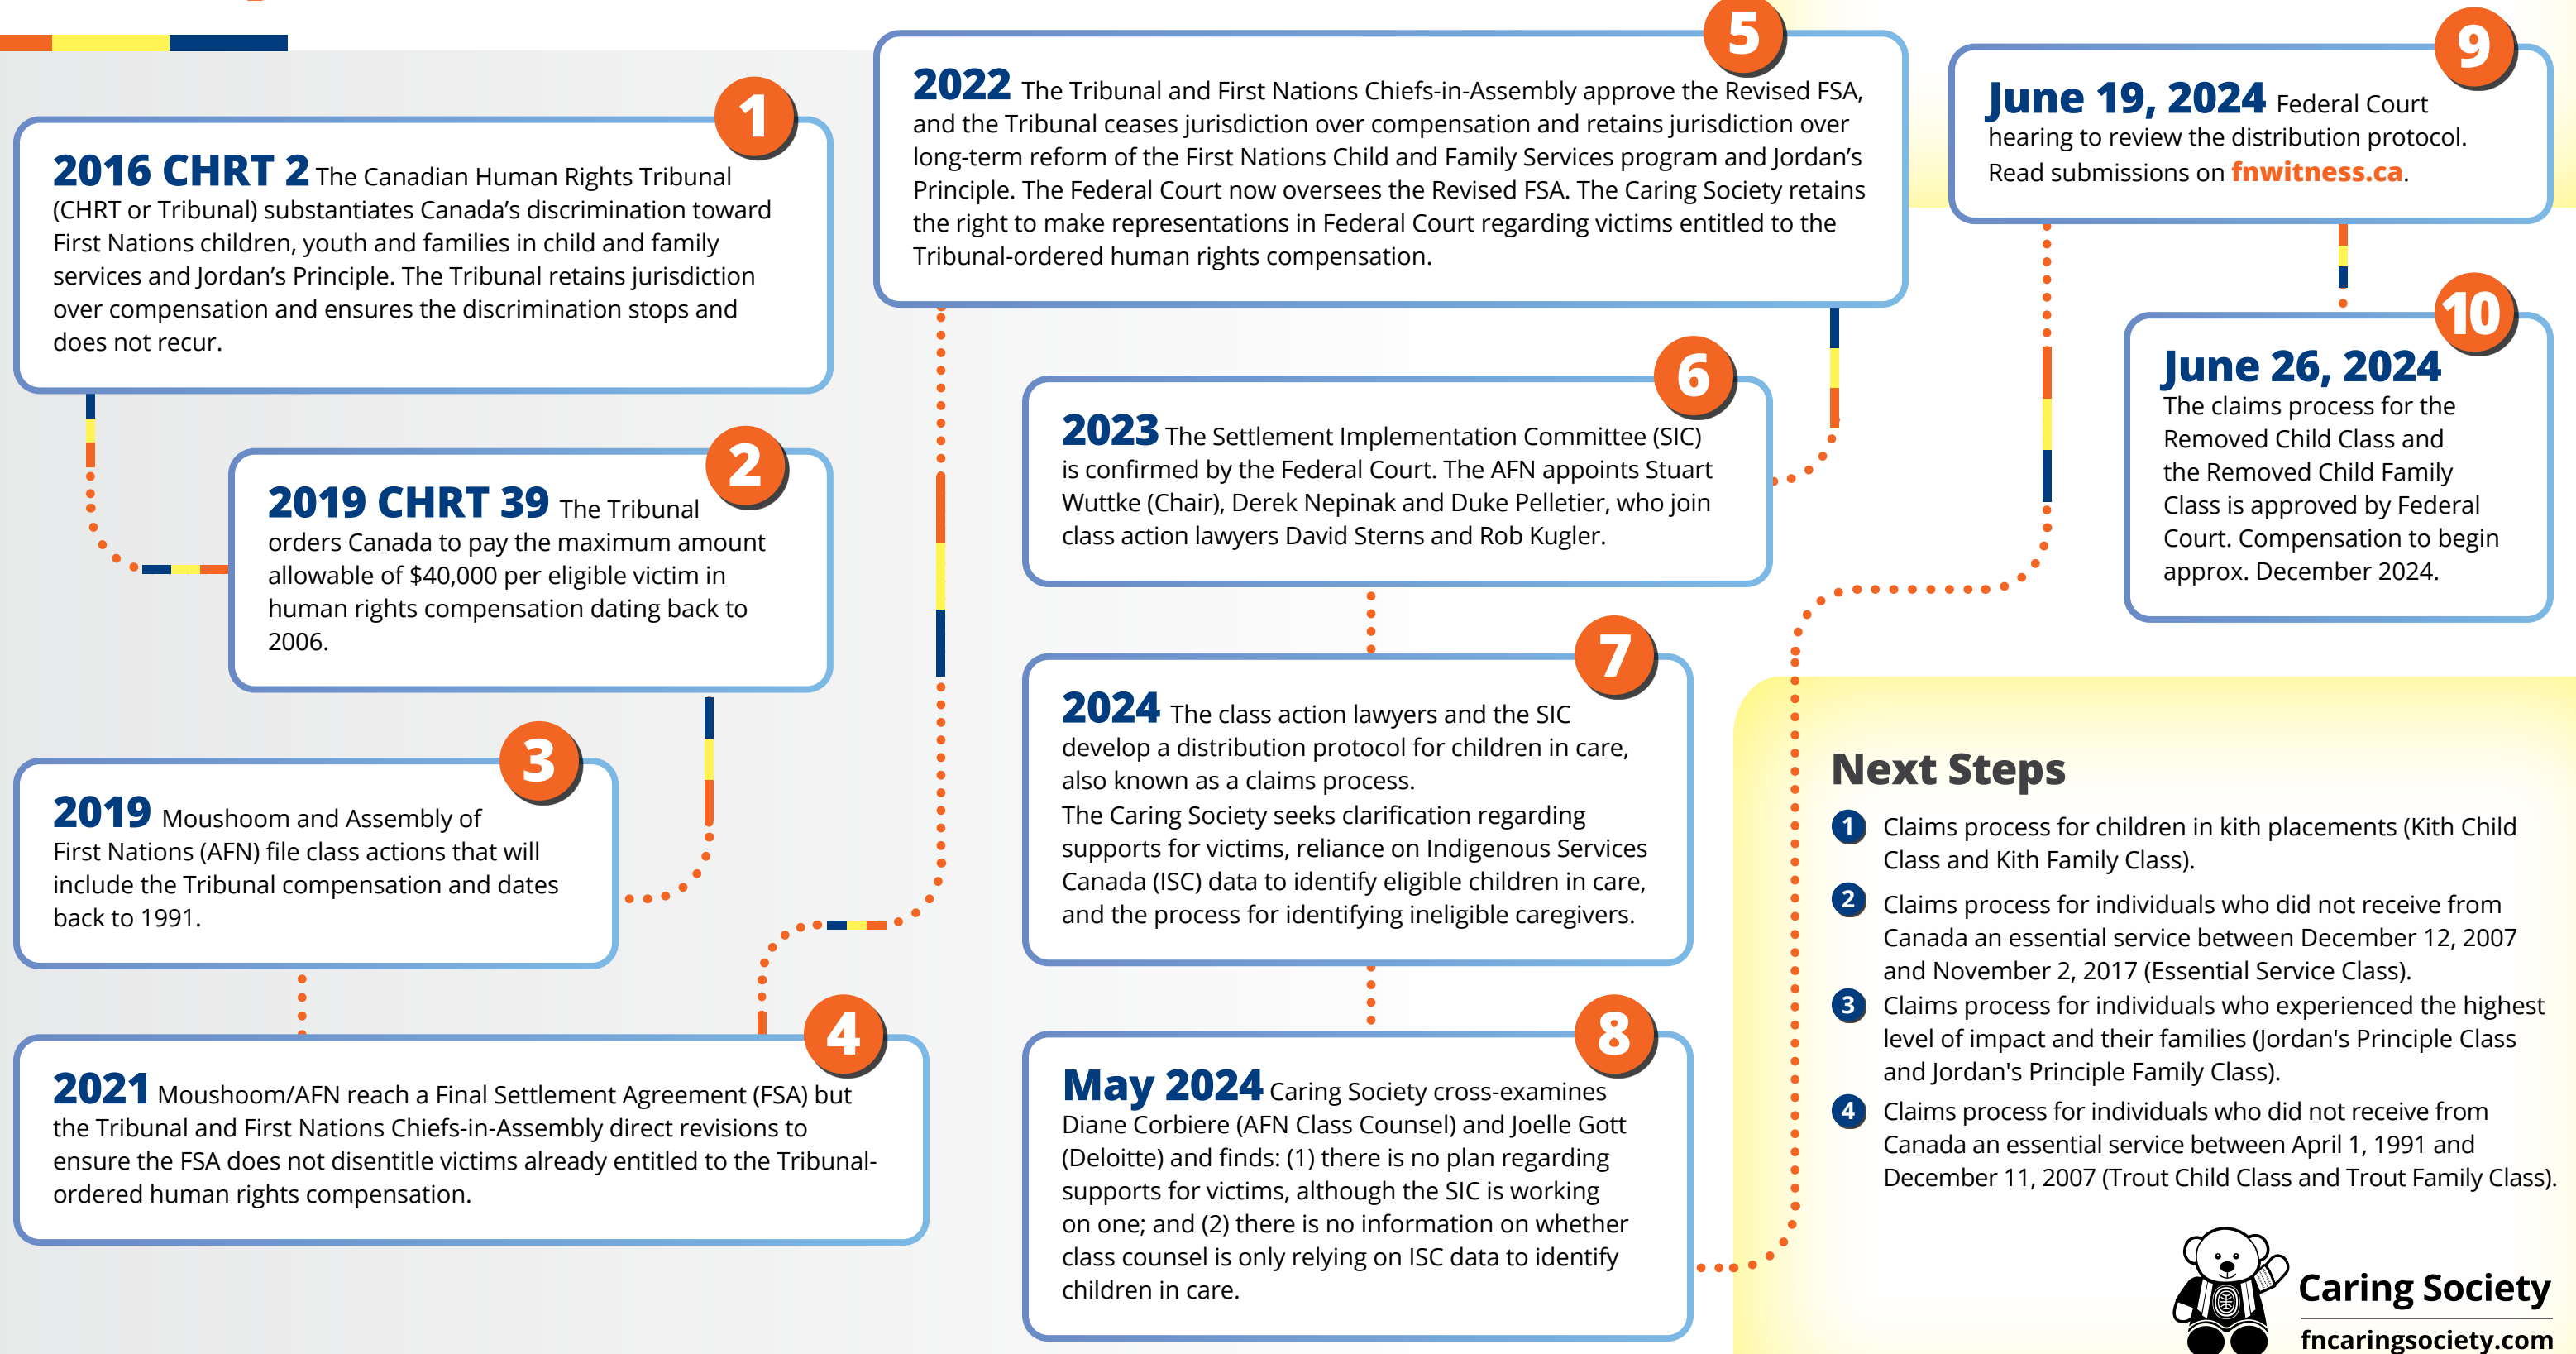 1
2016 CHRT 2 The Canadian Human Rights Tribunal
(CHRT or Tribunal) substantiates Canada’s discrimination toward
First Nations children, youth and families in child and family
services and Jordan’s Principle. The Tribunal retains jurisdiction
over compensation and ensures the discrimination stops and
does not recur.
2
2019 CHRT 39 The Tribunal
orders Canada to pay the maximum amount
allowable of $40,000 per eligible victim in
human rights compensation dating back to
2006.
3
2019 Moushoom and Assembly of
First Nations (AFN) file class actions that will
include the Tribunal compensation and dates
back to 1991.
4
2021 Moushoom/AFN reach a Final Settlement Agreement (FSA) but
the Tribunal and First Nations Chiefs-in-Assembly direct revisions to
ensure the FSA does not disentitle victims already entitled to the Tribunal-
ordered human rights compensation.
5
2022 The Tribunal and First Nations Chiefs-in-Assembly approve the Revised FSA,
and the Tribunal ceases jurisdiction over compensation and retains jurisdiction over
long-term reform of the First Nations Child and Family Services program and Jordan’s
Principle. The Federal Court now oversees the Revised FSA. The Caring Society retains
the right to make representations in Federal Court regarding victims entitled to the
Tribunal-ordered human rights compensation.
6
2023 The Settlement Implementation Committee (SIC)
is confirmed by the Federal Court. The AFN appoints Stuart
Wuttke (Chair), Derek Nepinak and Duke Pelletier, who join
class action lawyers David Sterns and Rob Kugler.
7
2024 The class action lawyers and the SIC
develop a distribution protocol for children in care,
also known as a claims process.
The Caring Society seeks clarification regarding
supports for victims, reliance on Indigenous Services
Canada (ISC) data to identify eligible children in care,
and the process for identifying ineligible caregivers.
8
May 2024 Caring Society cross-examines
Diane Corbiere (AFN Class Counsel) and Joelle Gott
(Deloitte) and finds: (1) there is no plan regarding
supports for victims, although the SIC is working
on one; and (2) there is no information on whether
class counsel is only relying on ISC data to identify
children in care.
9
June 19, 2024 Federal Court
hearing to review the distribution protocol.
Read submissions on fnwitness.ca.
10
June 26, 2024
The claims process for the
Removed Child Class and
the Removed Child Family
Class is approved by Federal
Court. Compensation to begin
approx. December 2024.
Next Steps
1 Claims process for children in kith placements (Kith Child
Class and Kith Family Class).
2 Claims process for individuals who did not receive from
Canada an essential service between December 12, 2007
and November 2, 2017 (Essential Service Class).
3 Claims process for individuals who experienced the highest
level of impact and their families (Jordan's Principle Class
and Jordan's Principle Family Class).
4 Claims process for individuals who did not receive from
Canada an essential service between April 1, 1991 and
December 11, 2007 (Trout Child Class and Trout Family Class).
Caring Society
fncaringsociety.com